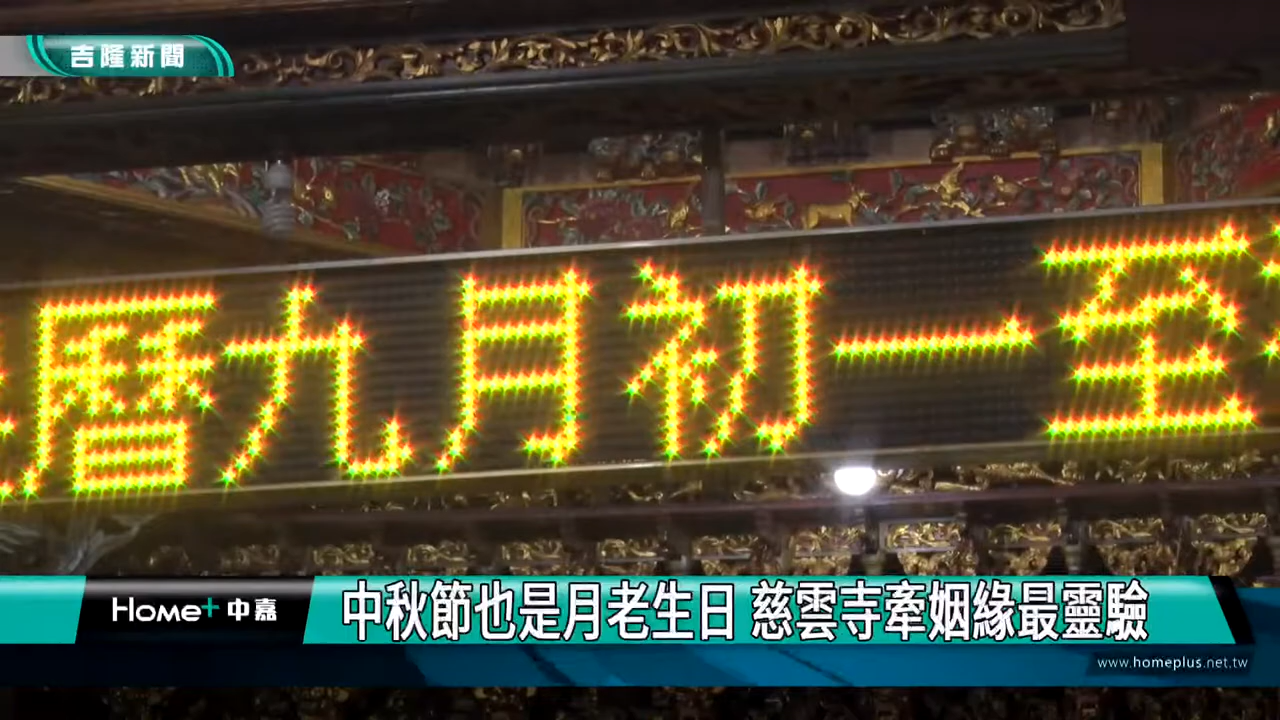 吉隆新聞
曆九月初一至
Home+ 中嘉
中秋節也是月老生日 慈雲寺牽姻緣最靈驗
www.homeplus.net.tw